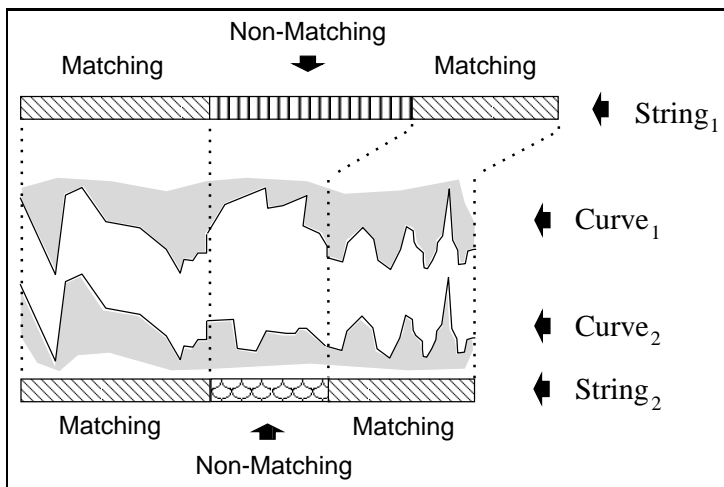 Non-Matching
Matching
Matching
String1
Curve1
Curve2
String2
Matching
Matching
Non-Matching